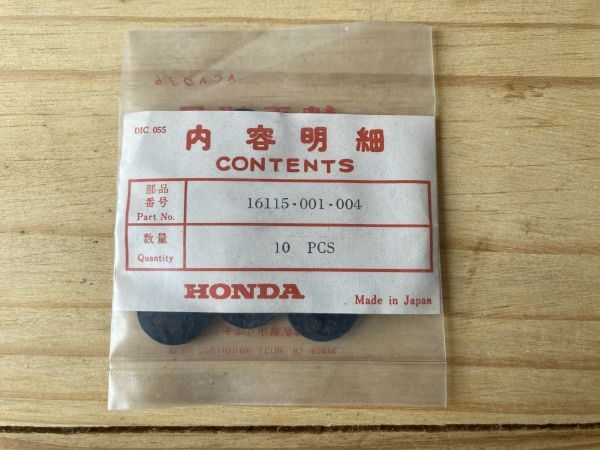 DIC 055
内容明細
CONTENTS
部品
番号
Part No.
16115-001-004
数量
Quantity
10 PCS
HONDA
Made in Japan